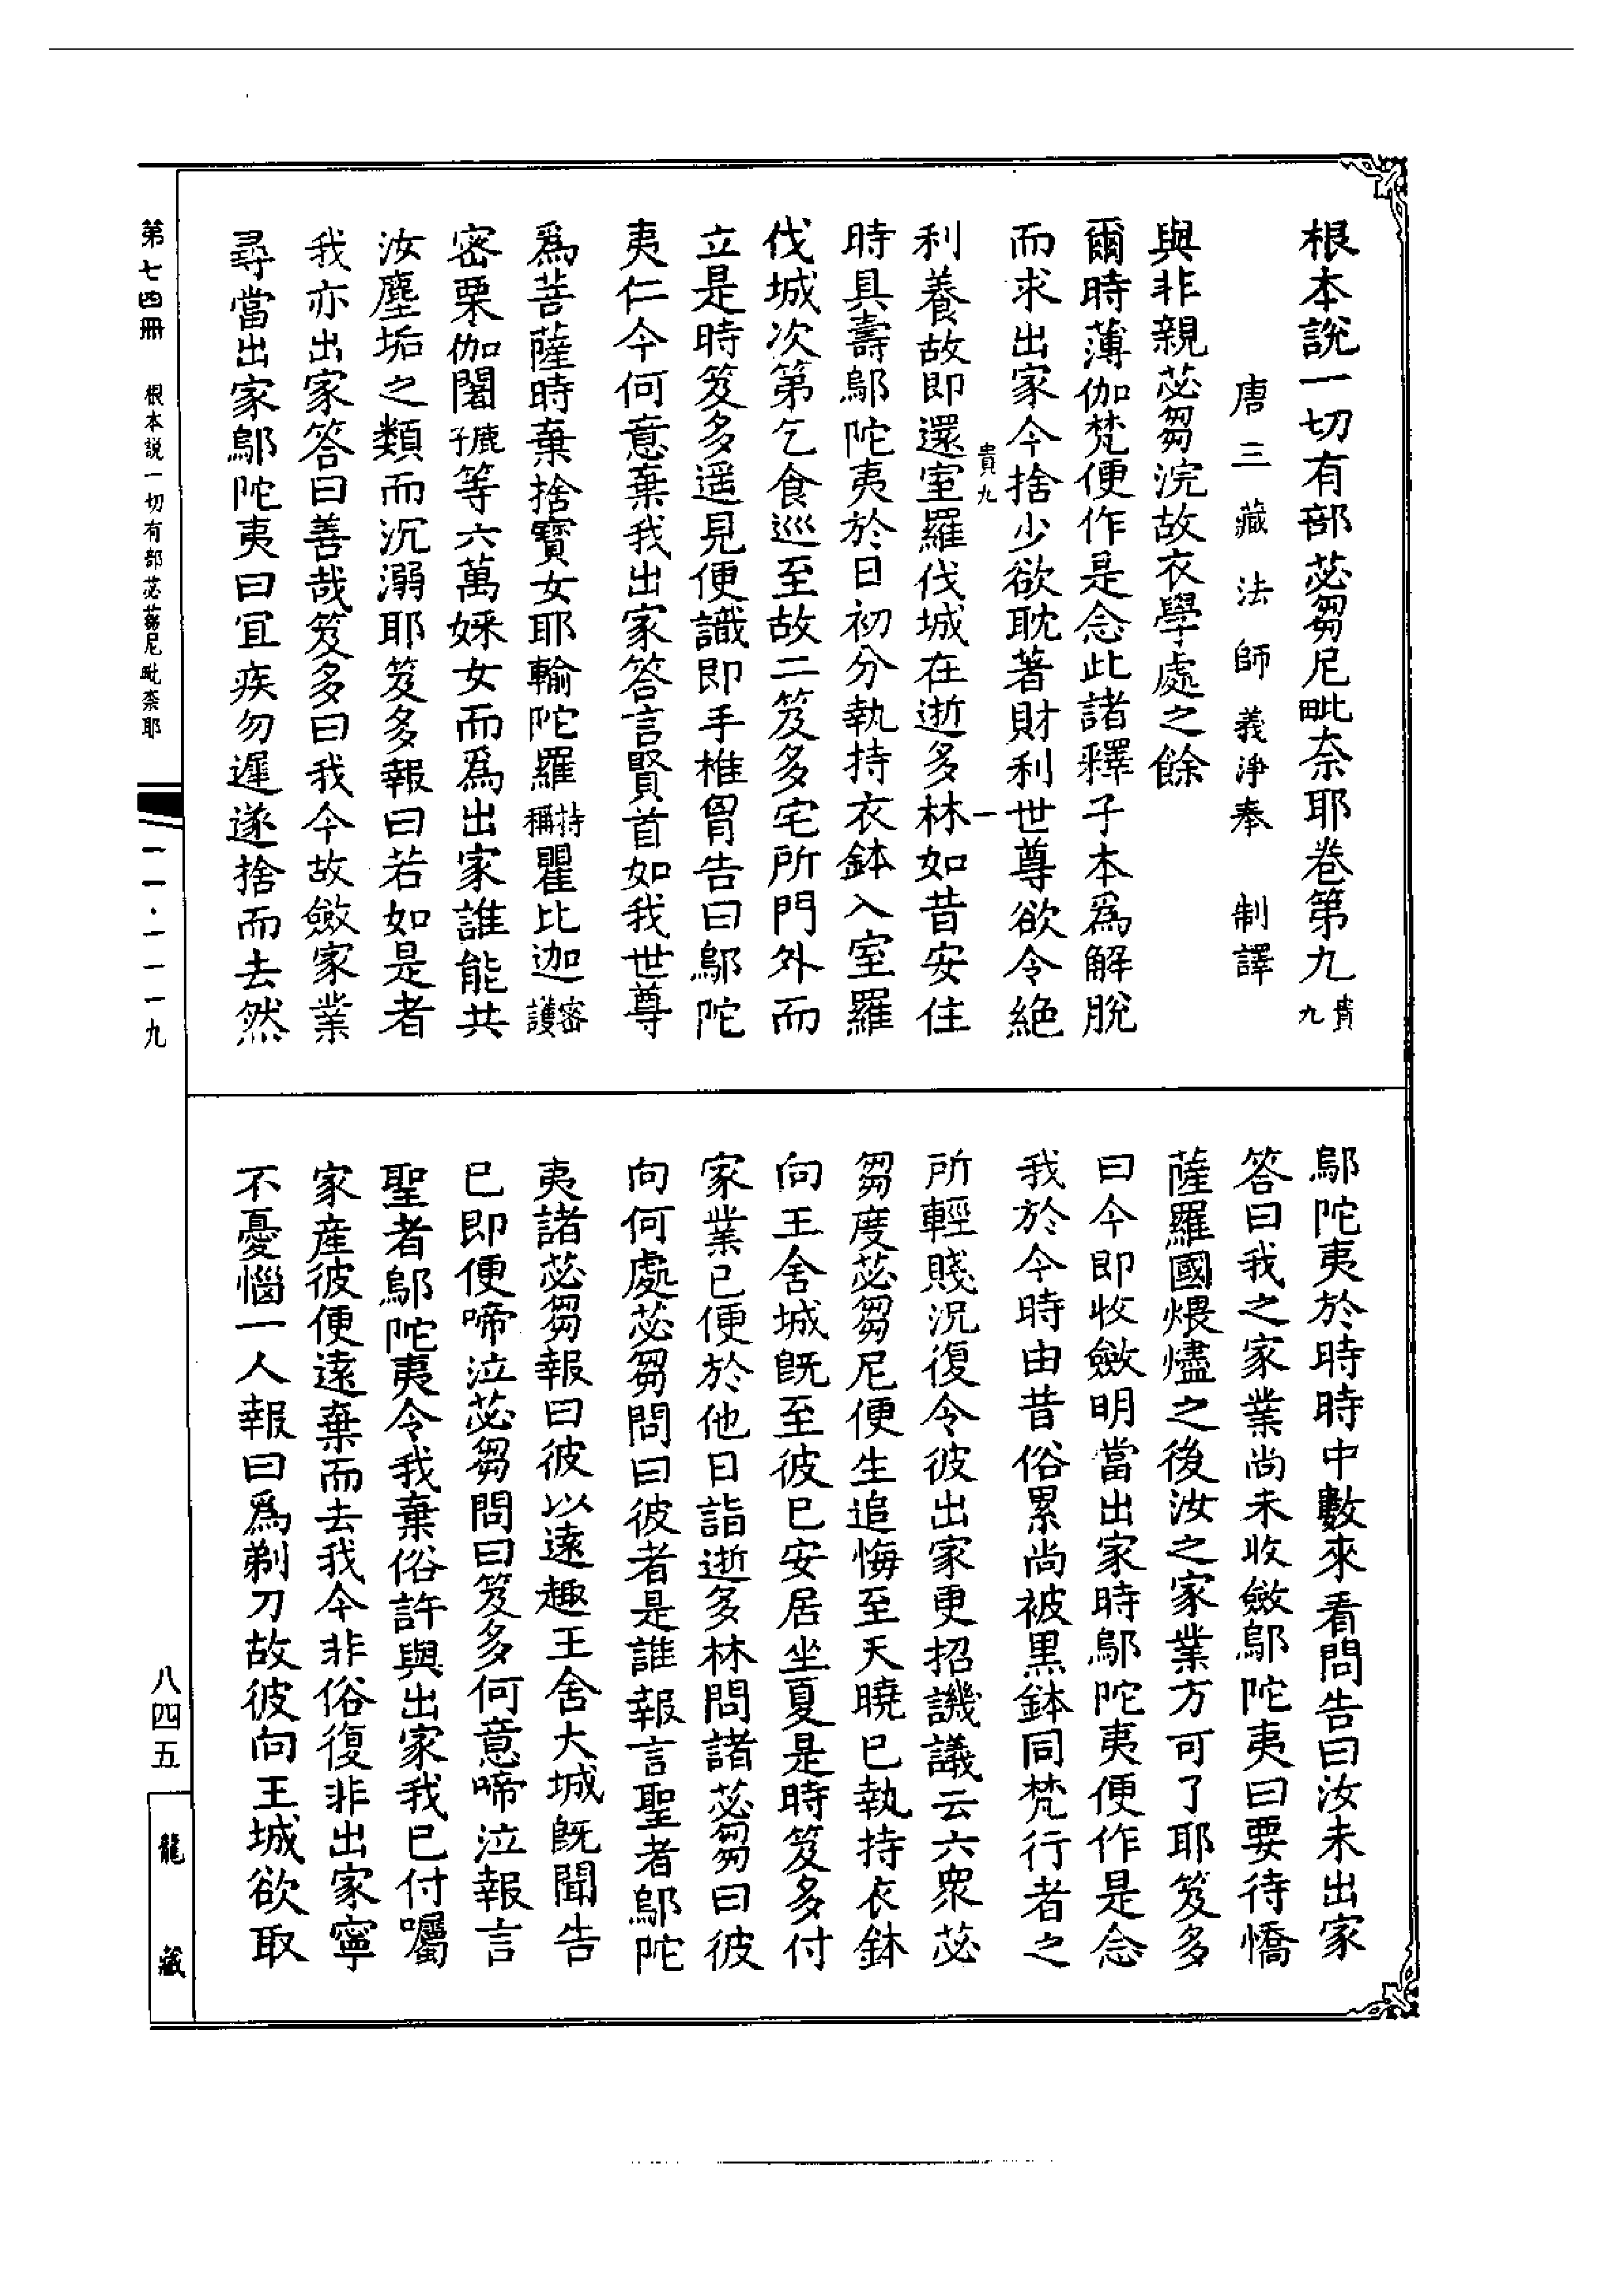 根本說一切有部苾芻尼毗奈耶卷第九 貴九
唐三藏法師義淨奉 制譯
與非親苾芻浣故衣學處之餘
爾時薄伽梵便作是念此諸釋子本爲解脫
而求出家今捨少欲耽著財利世尊欲令絕
貴九 一
利養故即還室羅伐城在逝多林如昔安住
時具壽鄔陀夷於日初分執持衣鉢入室羅
伐城次第乞食巡至故二笈多宅所門外而
立是時笈多遥見便識即手椎胷告曰鄔陀
夷仁今何意棄我出家答言賢首如我世尊
爲菩薩時棄捨寶女耶輸陀羅持稱瞿比迦密護
密栗伽闍鹿子等六萬婇女而爲出家誰能共
汝塵垢之類而沉溺耶笈多報曰若如是者
我亦出家答曰善哉笈多曰我今故斂家業
尋當出家鄔陀夷曰宜疾勿遲遂捨而去然
鄔陀夷於時時中數來看問告曰汝未出家
答曰我之家業尚未收斂鄔陀夷曰要待憍
薩羅國煨燼之後汝之家業方可了耶笈多
曰今即收斂明當出家時鄔陀夷便作是念
我於今時由昔俗累尚被黑鉢同梵行者之
所輕賤況復令彼出家更招譏議云六衆苾
芻度苾芻尼便生追悔至天曉已執持衣鉢
向王舍城旣至彼已安居坐夏是時笈多付
家業已便於他日詣逝多林問諸苾芻曰彼
向何處苾芻問曰彼者是誰報言聖者鄔陀
夷諸苾芻報曰彼以遠趣王舍大城旣聞告
已即便啼泣苾芻問曰笈多何意啼泣報言
聖者鄔陀夷令我棄俗許與出家我已付囑
家産彼便遠棄而去我今非俗復非出家寧
不憂惱一人報曰爲剃刀故彼向王城欲取
第七四冊 根本説一切有部苾蒭尼毗柰耶
一一·一一一九
八四五
龍藏